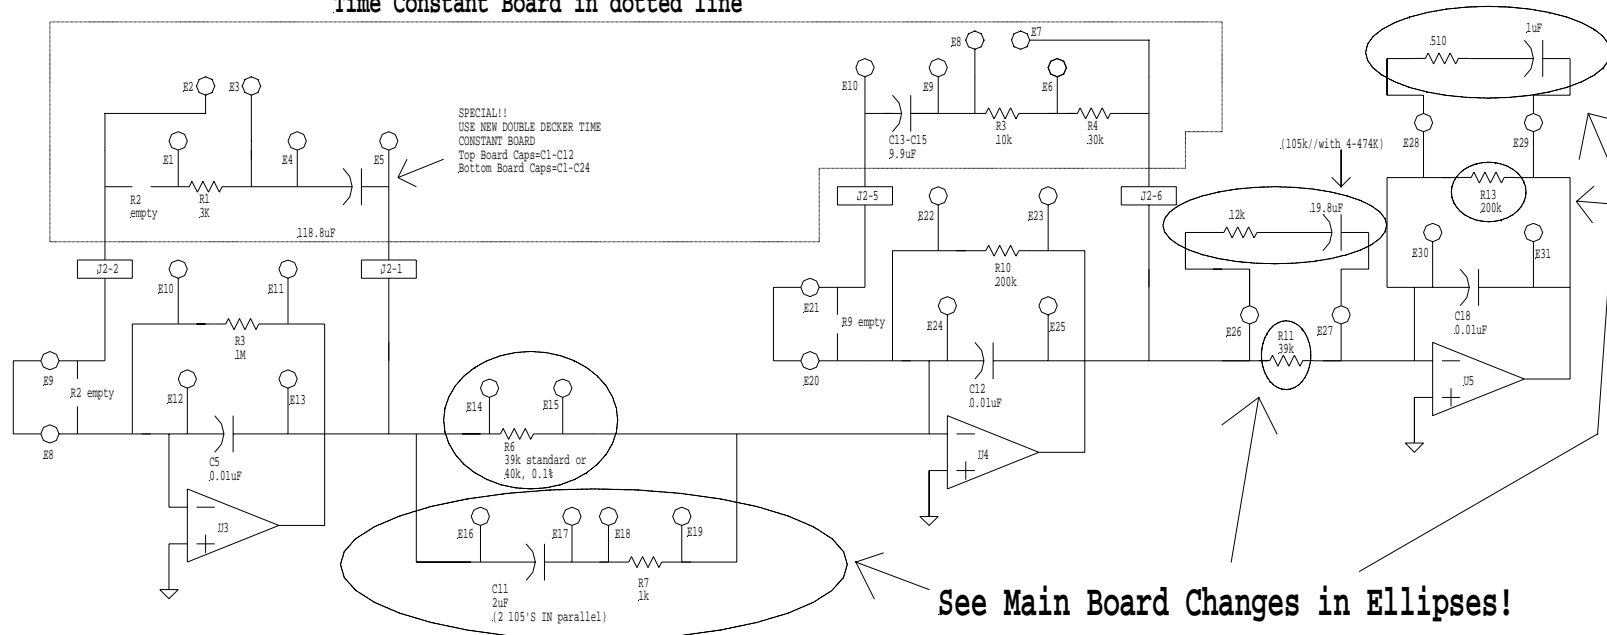 Time Constant Board in dotted line
E2
E3
E1
E4
E5
R2
empty
R1
3K
118.8uF
SPECIAL!!
USE NEW DOUBLE DECKER TIME
CONSTANT BOARD
Top Board Caps=C1-C12
Bottom Board Caps=C1-C24
E10
E9
E8
E7
E6
C13-C15
9.9uF
R3
10k
R4
30k
J2-2
J2-1
J2-5
J2-6
E10
E11
R3
1M
E9
R2 empty
E8
E12
E13
C5
0.01uF
U3
E14
E15
R6
39k standard or
40k, 0.1%
E16
E17
E18
E19
C11
2uF
(2 105'S IN parallel)
R7
1k
E22
E23
R10
200k
E21
R9 empty
E20
E24
E25
C12
0.01uF
U4
(105k//with 4-474K)
12k
19.8uF
E26
E27
R11
39k
510
1uF
E28
E29
R13
200k
E30
E31
C18
0.01uF
U5
See Main Board Changes in Ellipses!